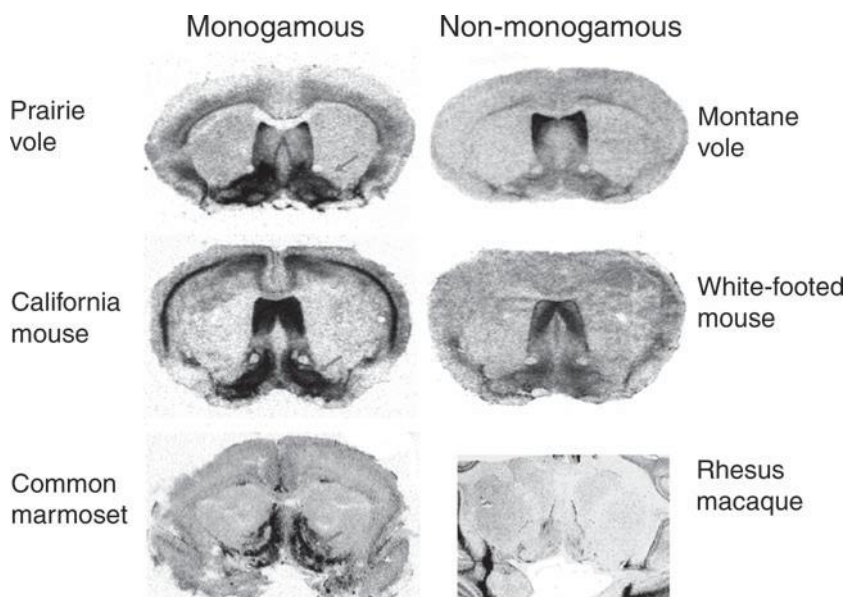 Monogamous
Non-monogamous
Prairie
vole
Montane
vole
California
mouse
White-footed
mouse
Common
marmoset
Rhesus
macaque